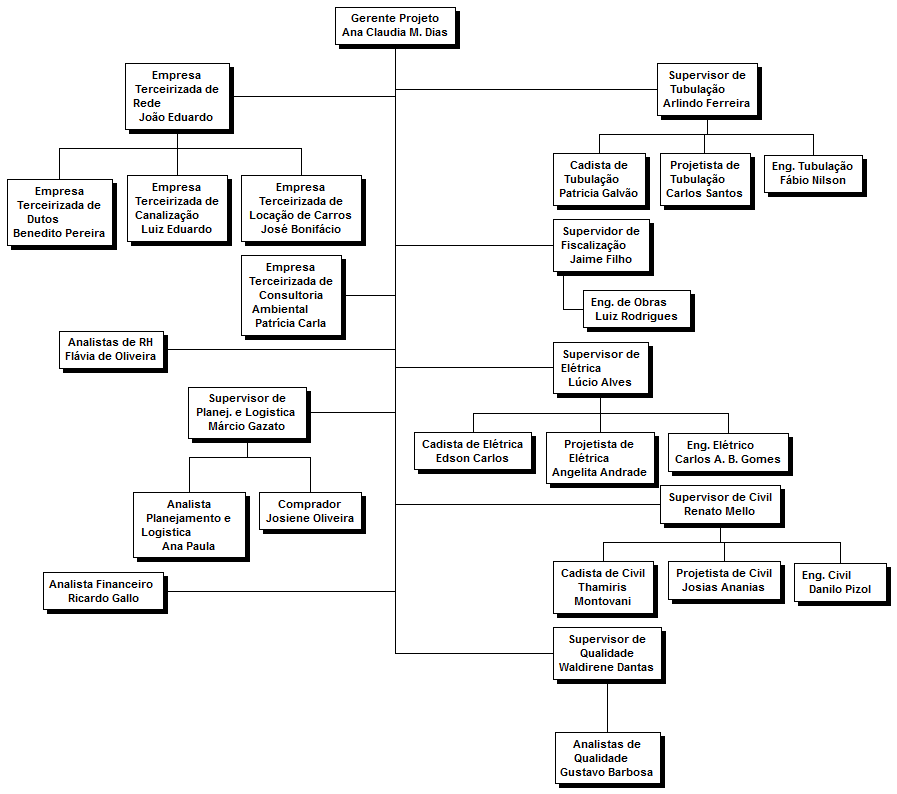 Gerente Projeto
Ana Claudia M. Dias
Empresa
Terceirizada de
Rede
João Eduardo
Supervisor de
Tubulação
Arlindo Ferreira
Empresa
Terceirizada de
Dutos
Benedito Pereira
Empresa
Terceirizada de
Canalização
Luiz Eduardo
Empresa
Terceirizada de
Locação de Carros
José Bonifácio
Cadista de
Tubulação
Patricia Galvão
Projetista de
Tubulação
Carlos Santos
Eng. Tubulação
Fábio Nilson
Supervidor de
Fiscalização
Jaime Filho
Empresa
Terceirizada de
Consultoria
Ambiental
Patrícia Carla
Eng. de Obras
Luiz Rodrigues
Analistas de RH
Flávia de Oliveira
Supervisor de
Elétrica
Lúcio Alves
Supervisor de
Planej. e Logistica
Márcio Gazato
Cadista de Elétrica
Edson Carlos
Projetista de
Elétrica
Angelita Andrade
Eng. Elétrico
Carlos A. B. Gomes
Analista
Planejamento e
Logistica
Ana Paula
Comprador
Josiene Oliveira
Supervisor de Civil
Renato Mello
Analista Financeiro
Ricardo Gallo
Cadista de Civil
Thamiris
Montovani
Projetista de Civil
Josias Ananias
Eng. Civil
Danilo Pizol
Supervisor de
Qualidade
Waldirene Dantas
Analistas de
Qualidade
Gustavo Barbosa